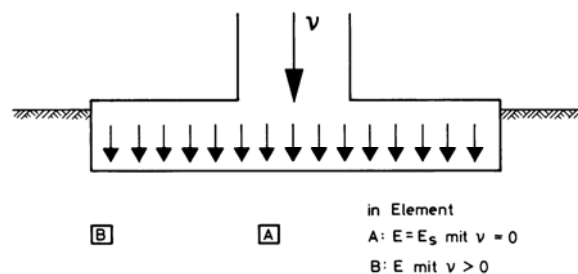 ν
B
A
in Element
A: E = Es mit ν = 0
B: E mit ν > 0